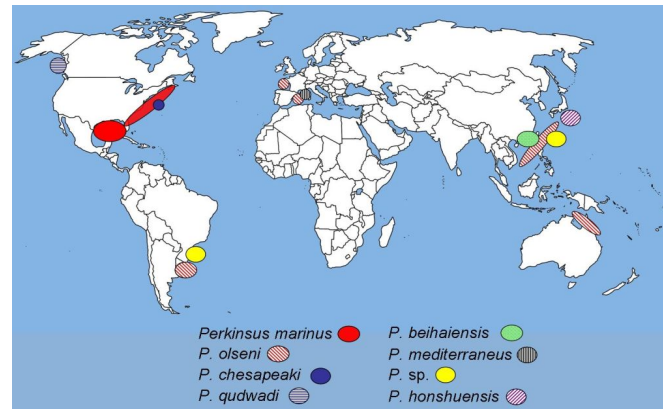 Perkinsus marinus
P. olseni
P. chesapeaki
P. qudwadi
P. beihaiensis
P. mediterraneus
P. sp.
P. honshuensis